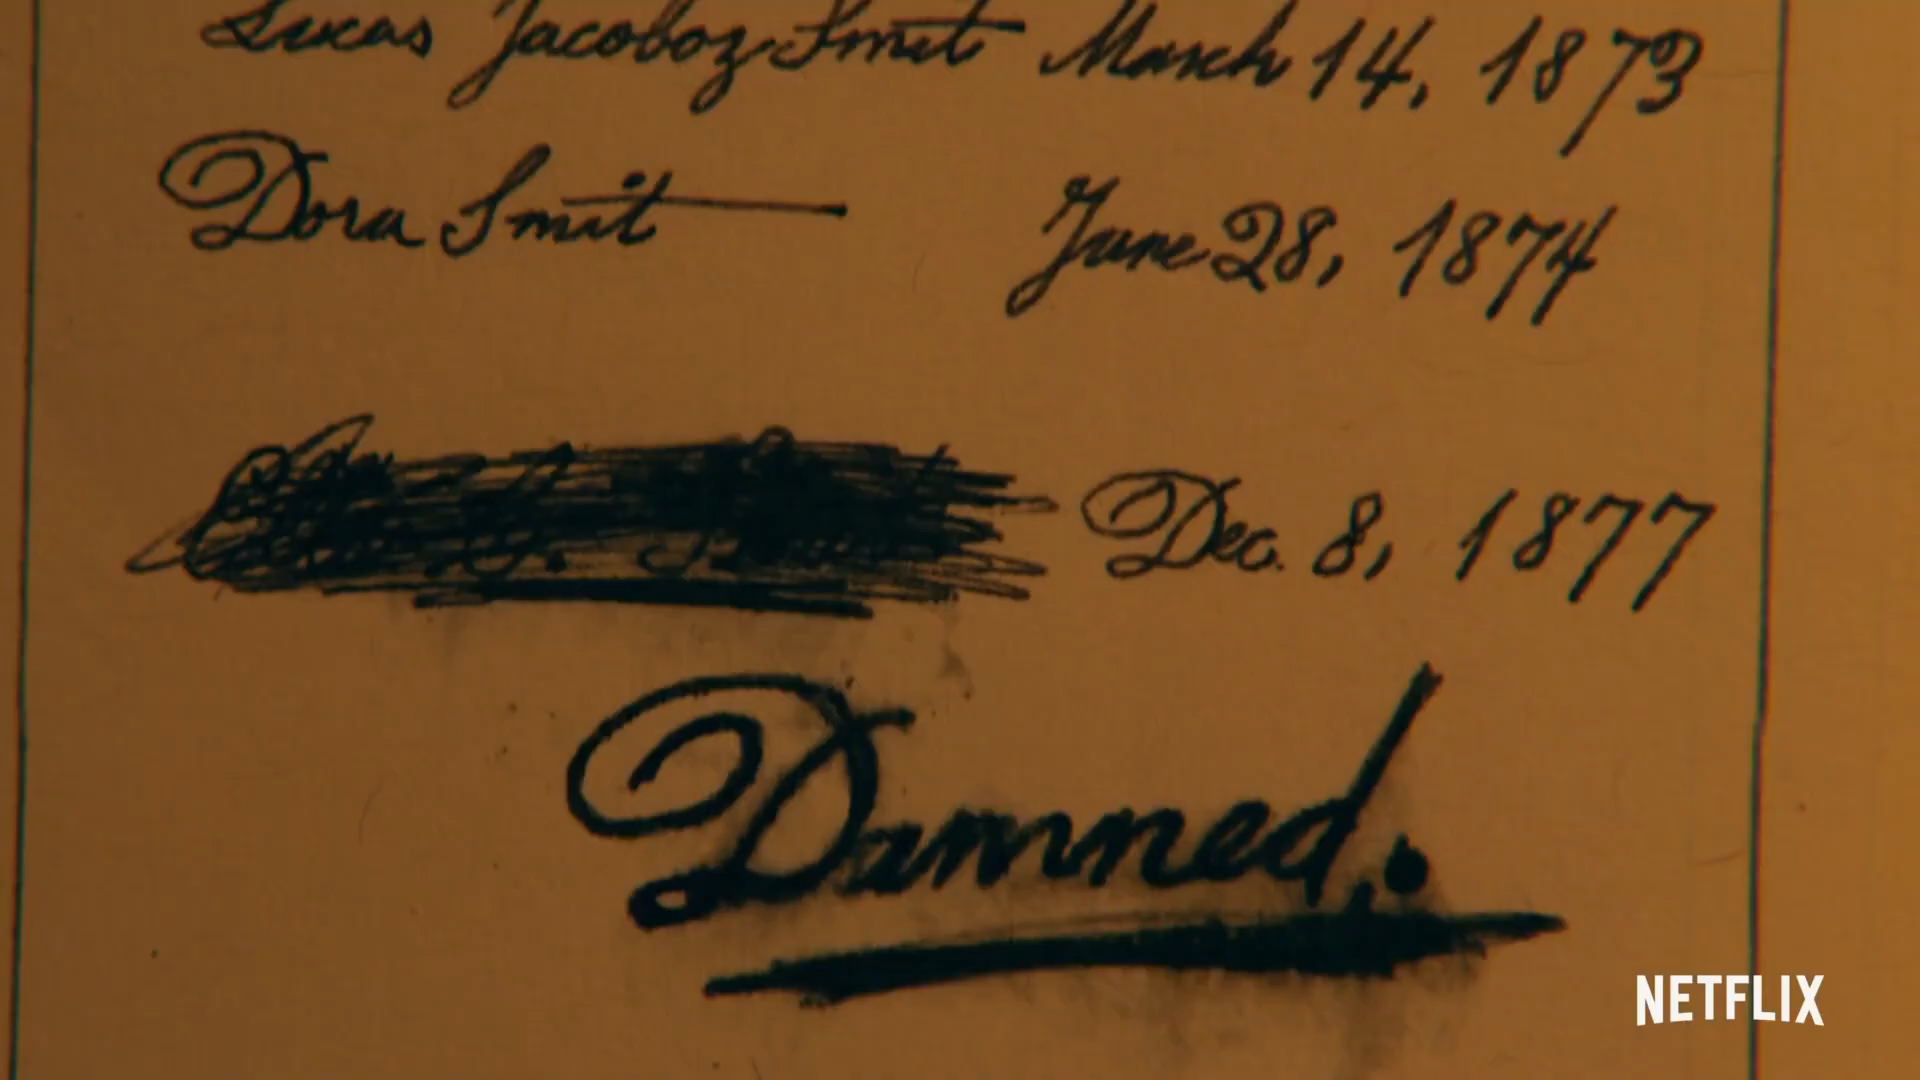 Lucas Jacoboz Smit March 14, 1873
Dora Smit June 28, 1874
Dec. 8, 1877
Damned.
NETFLIX